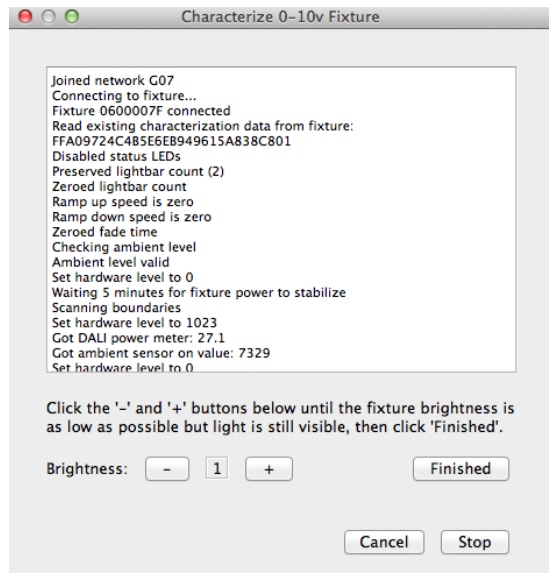 Characterize 0-10v Fixture
Joined network G07
Connecting to fixture...
Fixture 0600007F connected
Read existing characterization data from fixture:
FFA09724C4B5E6EB949615A838C801
Disabled status LEDs
Preserved lightbar count (2)
Zeroed lightbar count
Ramp up speed is zero
Ramp down speed is zero
Zeroed fade time
Checking ambient level
Ambient level valid
Set hardware level to 0
Waiting 5 minutes for fixture power to stabilize
Scanning boundaries
Set hardware level to 1023
Got DALI power meter: 27.1
Got ambient sensor on value: 7329
Set hardware level to 0
Click the '-' and '+' buttons below until the fixture brightness is
as low as possible but light is still visible, then click 'Finished'.
Brightness: - 1 + Finished
Cancel Stop